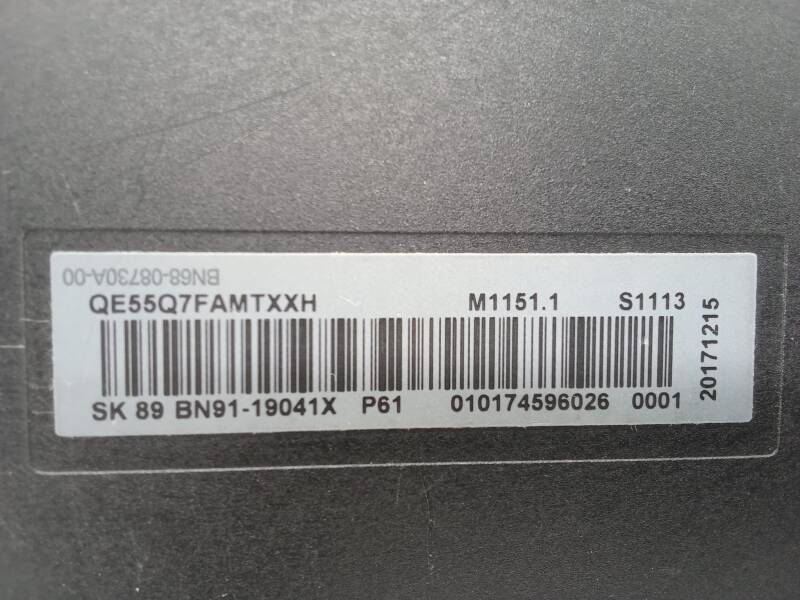 BN68-08730A-00
QE55Q7FAMTXXH M1151.1 S1113
SK 89 BN91-19041X P61 010174596026 0001
20171215